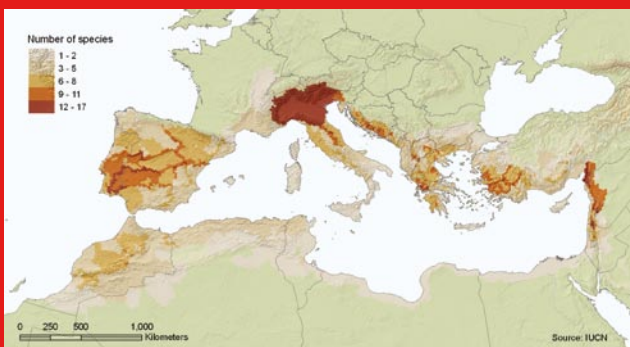 Number of species
1 - 2
3 - 5
6 - 8
9 - 11
12 - 17
0 250 500 1,000
Kilometers
Source: IUCN